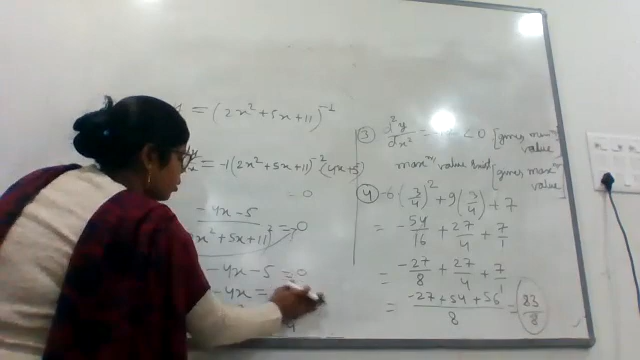 = (2x² + 5x + 11)⁻¹
= -1(2x² + 5x + 11)⁻² (4x+5)
= 0
-4x - 5
= 0
x² + 5x + 11)²
- 4x - 5 = 0
- 4x =
4
③ d²y/dx² = < 0 {gives
value
value {gives max^m
value}
④ -6(3/4)² + 9(3/4) + 7
= -54/16 + 27/4 + 7/1
= -27/8 + 27/4 + 7/1
= (-27 + 54 + 56)/8 = 83/8